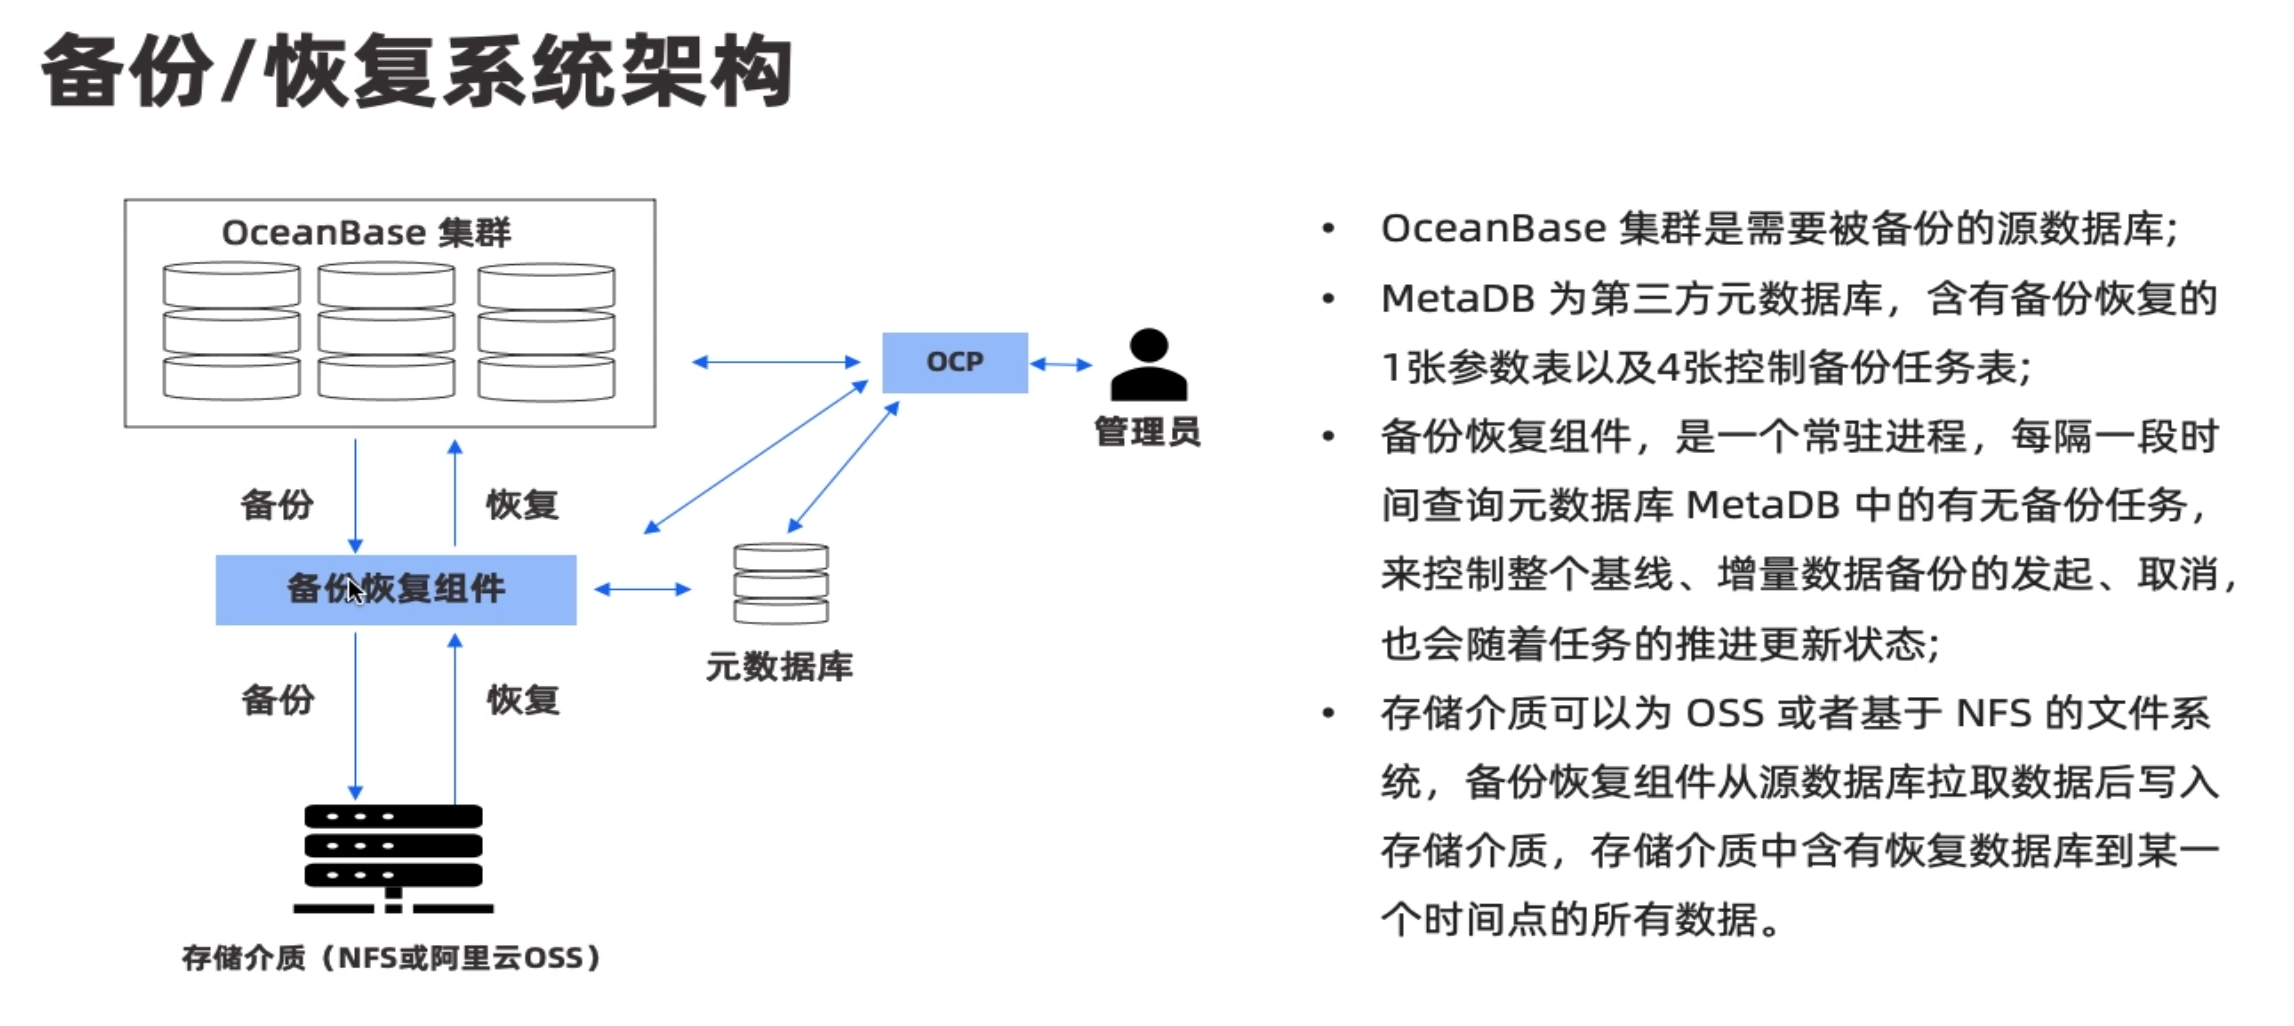 备份/恢复系统架构
OceanBase 集群
OCP
管理员
备份
恢复
备份恢复组件
元数据库
备份
恢复
存储介质（NFS或阿里云OSS）
• OceanBase 集群是需要被备份的源数据库;
• MetaDB 为第三方元数据库，含有备份恢复的
1张参数表以及4张控制备份任务表;
• 备份恢复组件，是一个常驻进程，每隔一段时
间查询元数据库 MetaDB 中的有无备份任务，
来控制整个基线、增量数据备份的发起、取消，
也会随着任务的推进更新状态;
• 存储介质可以为 OSS 或者基于 NFS 的文件系
统，备份恢复组件从源数据库拉取数据后写入
存储介质，存储介质中含有恢复数据库到某一
个时间点的所有数据。